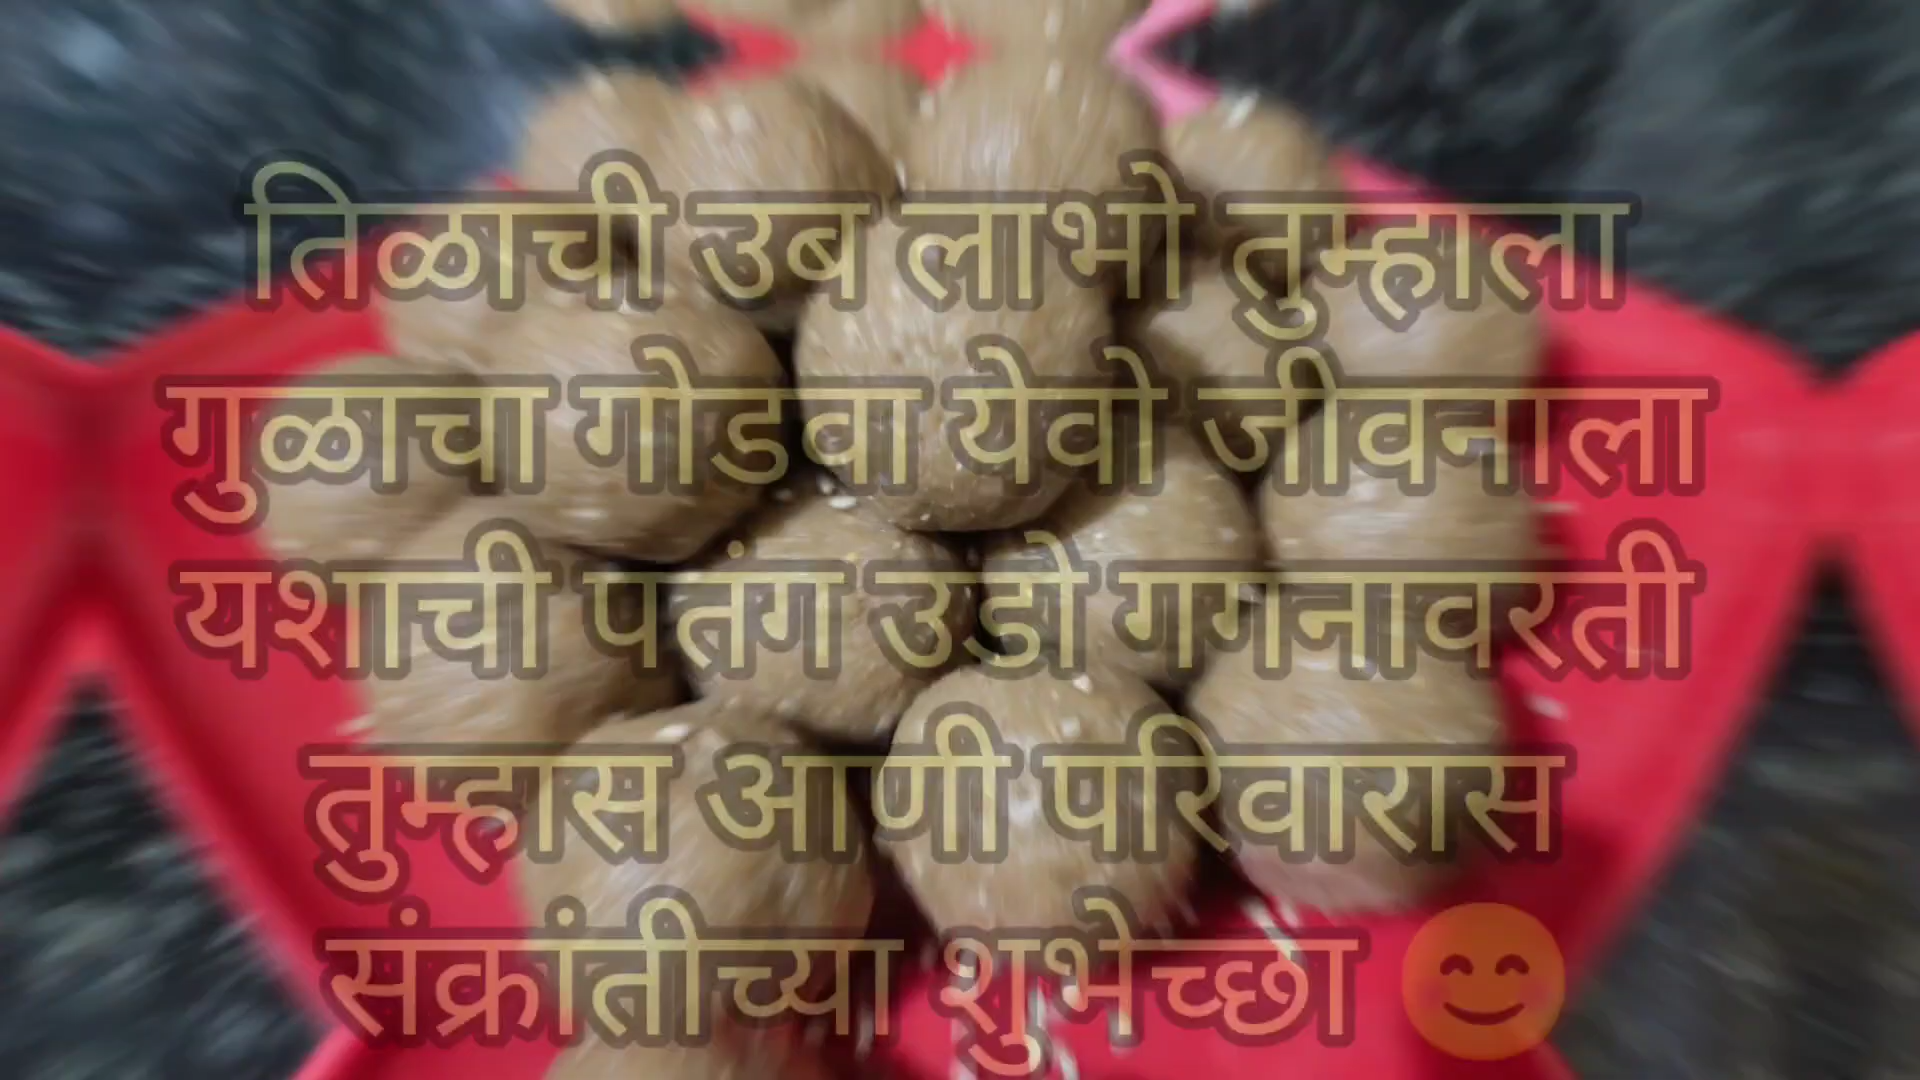 तिळाची उब लाभो तुम्हाला
गुळाचा गोडवा येवो जीवनाला
यशाची पतंग उडो गगनावरती
तुम्हास आणी परिवारास
संक्रांतीच्या शुभेच्छा 😊